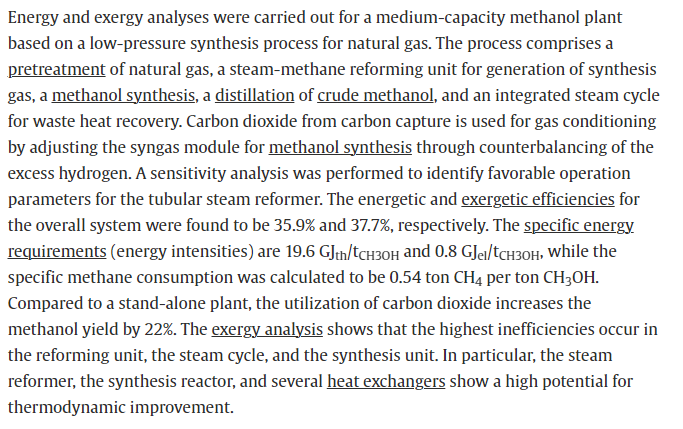 Energy and exergy analyses were carried out for a medium-capacity methanol plant
based on a low-pressure synthesis process for natural gas. The process comprises a
pretreatment of natural gas, a steam-methane reforming unit for generation of synthesis
gas, a methanol synthesis, a distillation of crude methanol, and an integrated steam cycle
for waste heat recovery. Carbon dioxide from carbon capture is used for gas conditioning
by adjusting the syngas module for methanol synthesis through counterbalancing of the
excess hydrogen. A sensitivity analysis was performed to identify favorable operation
parameters for the tubular steam reformer. The energetic and exergetic efficiencies for
the overall system were found to be 35.9% and 37.7%, respectively. The specific energy
requirements (energy intensities) are 19.6 GJth/tCH3OH and 0.8 GJel/tCH3OH, while the
specific methane consumption was calculated to be 0.54 ton CH4 per ton CH3OH.
Compared to a stand-alone plant, the utilization of carbon dioxide increases the
methanol yield by 22%. The exergy analysis shows that the highest inefficiencies occur in
the reforming unit, the steam cycle, and the synthesis unit. In particular, the steam
reformer, the synthesis reactor, and several heat exchangers show a high potential for
thermodynamic improvement.